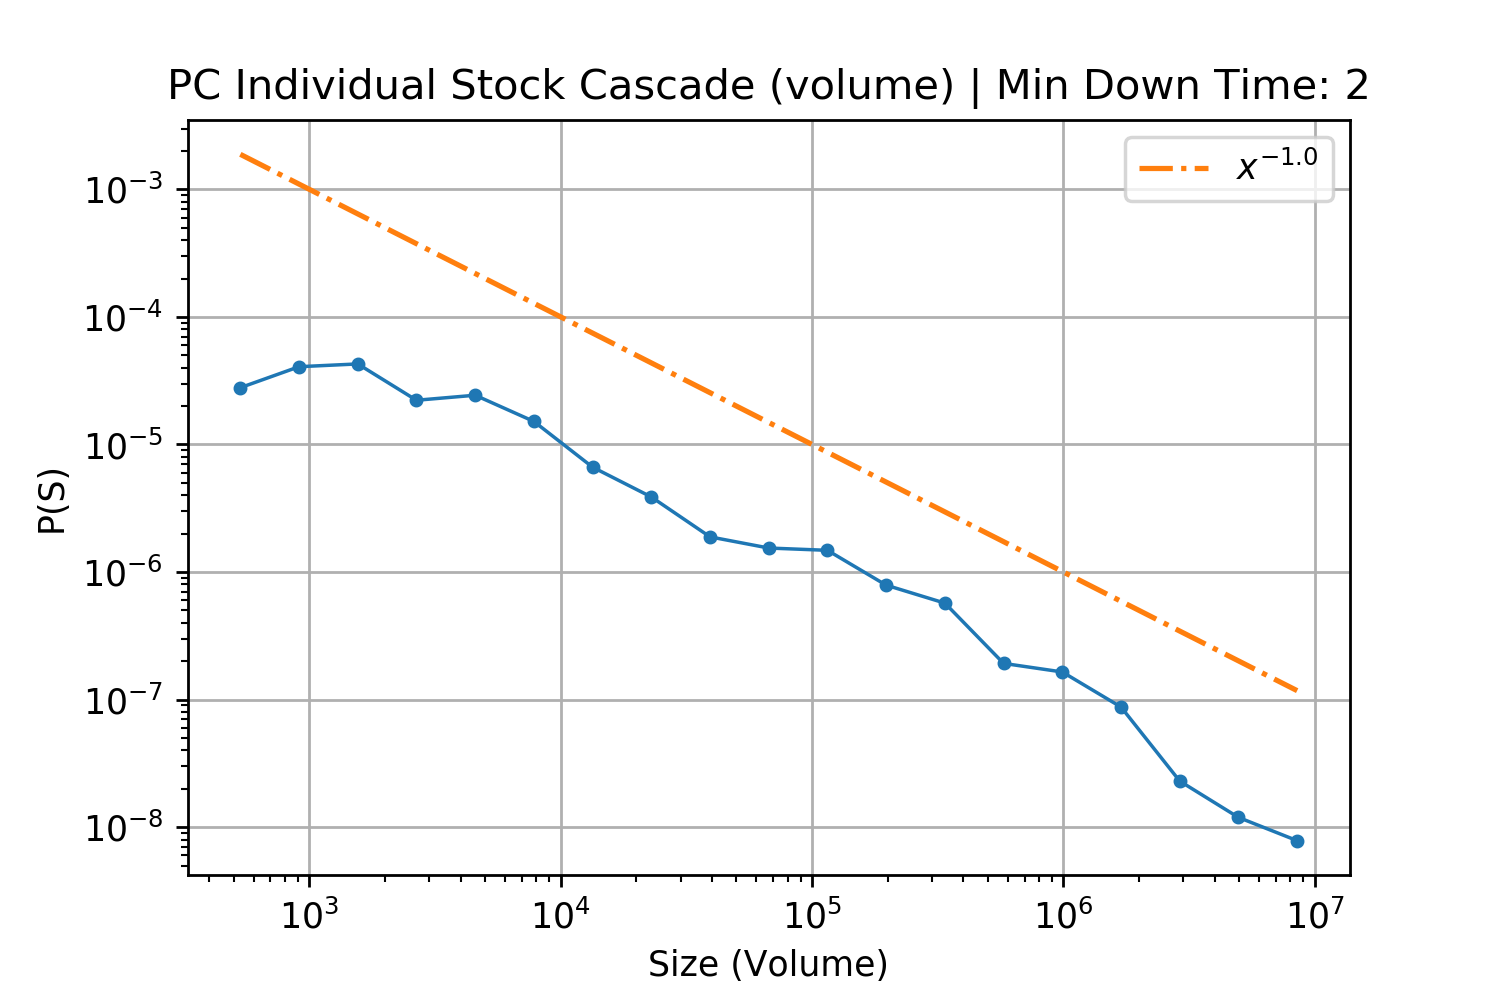 PC Individual Stock Cascade (volume) | Min Down Time: 2
x^{-1.0}
10^{-3}
10^{-4}
10^{-5}
10^{-6}
10^{-7}
10^{-8}
P(S)
10^3 10^4 10^5 10^6 10^7
Size (Volume)